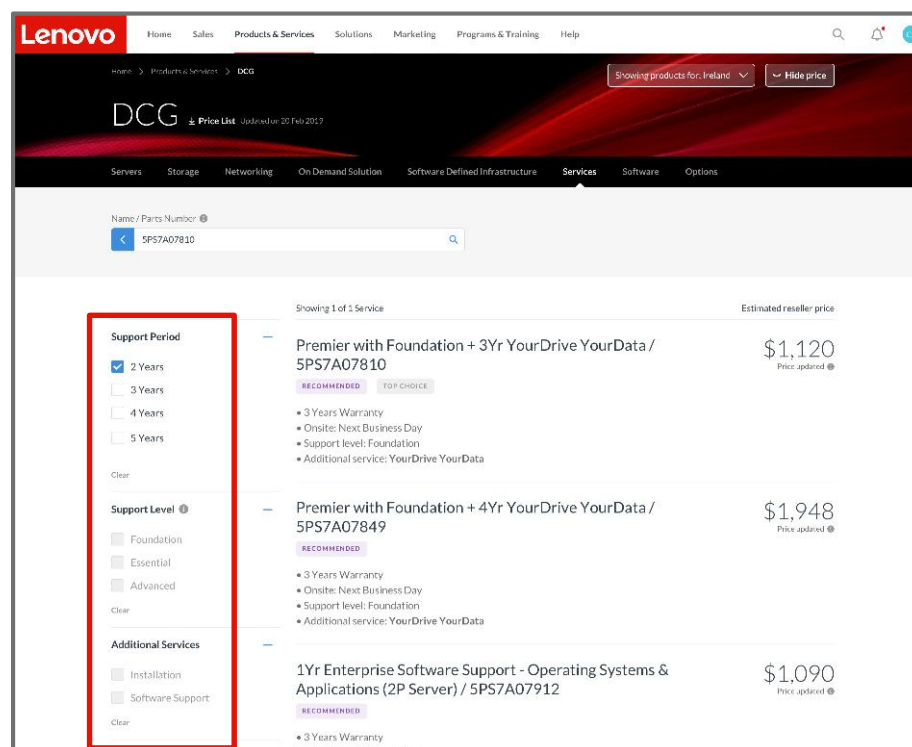 Lenovo
Home Sales Products & Services Solutions Marketing Programs & Training Help
Home > Products & Services > DCG
Showing products for: Ireland
Hide price
DCG Price List Updated on 20 Feb 2019
Servers Storage Networking On Demand Solution Software Defined Infrastructure Services Software Options
Name / Parts Number
5PS7A07810
Showing 1 of 1 Service
Estimated reseller price
Support Period
2 Years
3 Years
4 Years
5 Years
Clear
Support Level
Foundation
Essential
Advanced
Clear
Additional Services
Installation
Software Support
Clear
Premier with Foundation + 3Yr YourDrive YourData /
5PS7A07810
RECOMMENDED TOP CHOICE
• 3 Years Warranty
• Onsite: Next Business Day
• Support level: Foundation
• Additional service: YourDrive YourData
$1,120
Price updated
Premier with Foundation + 4Yr YourDrive YourData /
5PS7A07849
RECOMMENDED
• 3 Years Warranty
• Onsite: Next Business Day
• Support level: Foundation
• Additional service: YourDrive YourData
$1,948
Price updated
1Yr Enterprise Software Support - Operating Systems &
Applications (2P Server) / 5PS7A07912
RECOMMENDED
• 3 Years Warranty
$1,090
Price updated